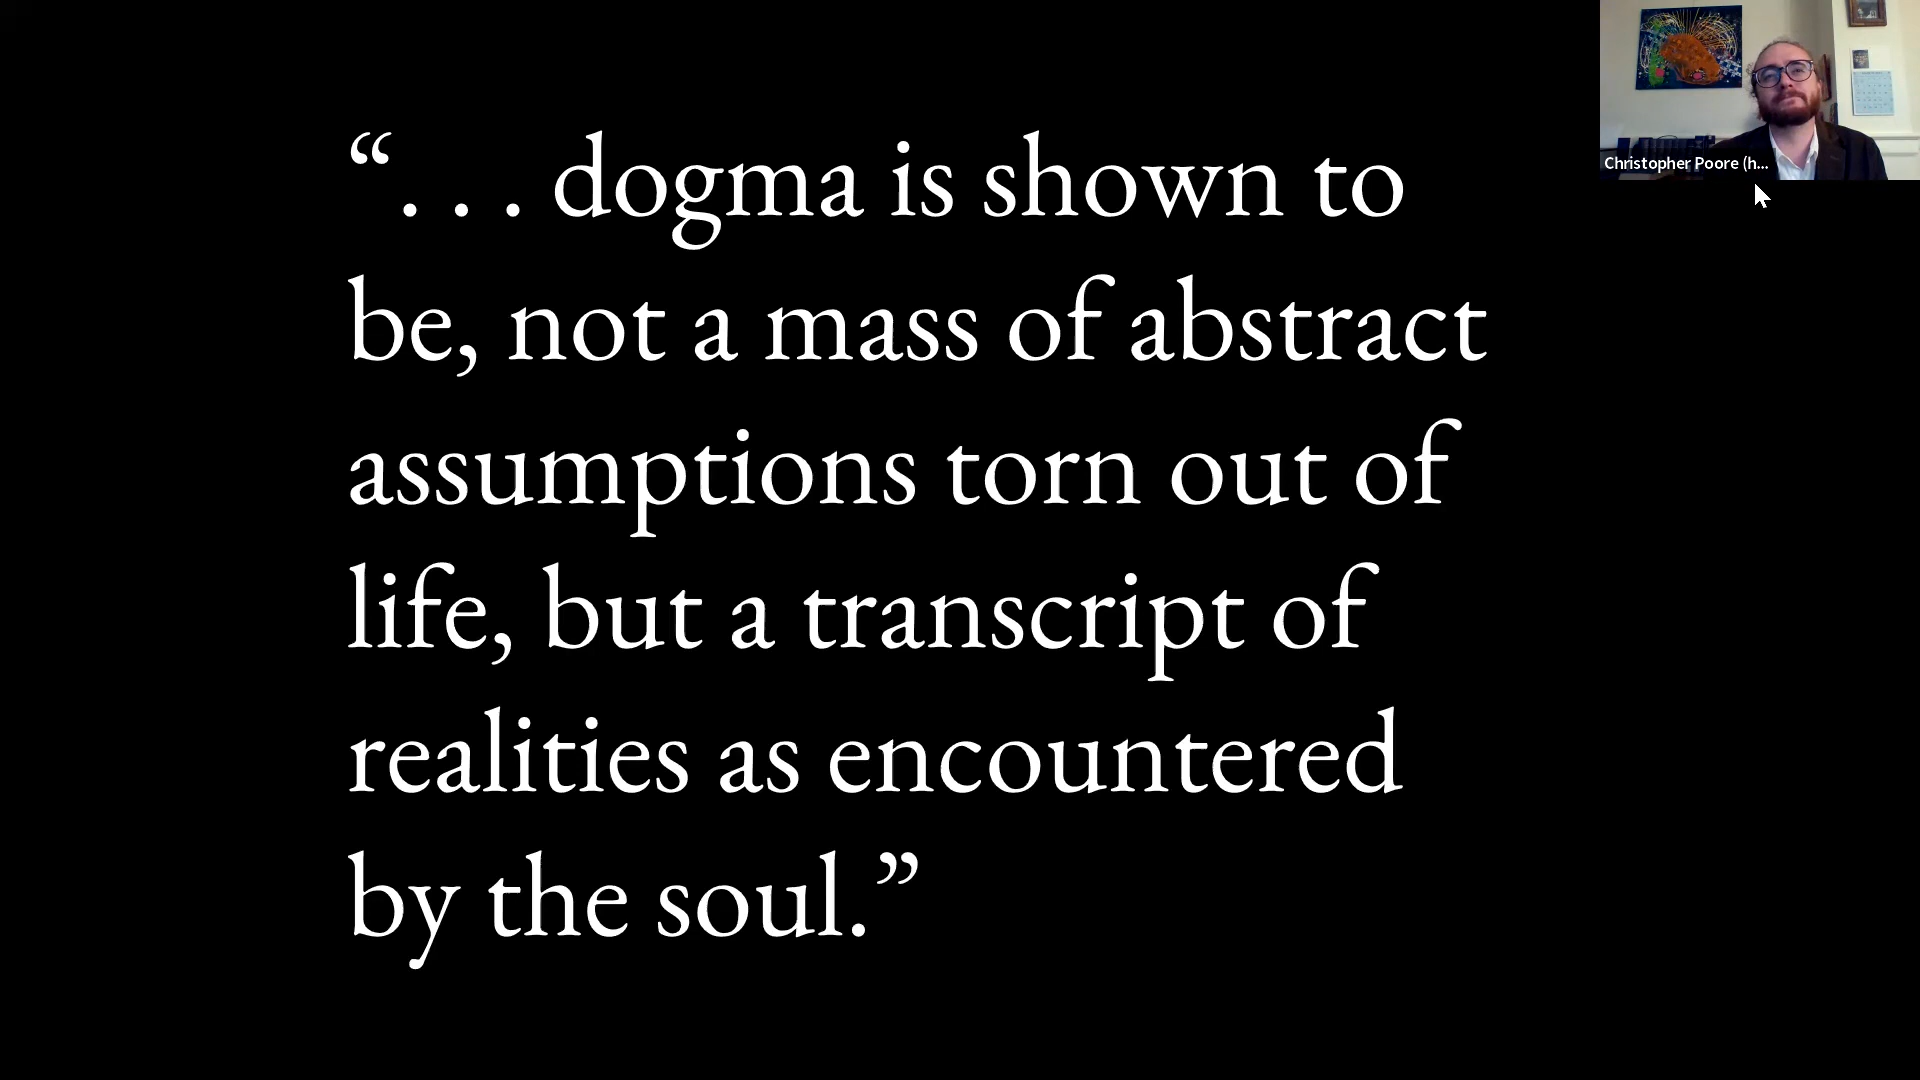 “. . . dogma is shown to
be, not a mass of abstract
assumptions torn out of
life, but a transcript of
realities as encountered
by the soul.”
Christopher Poore (h...